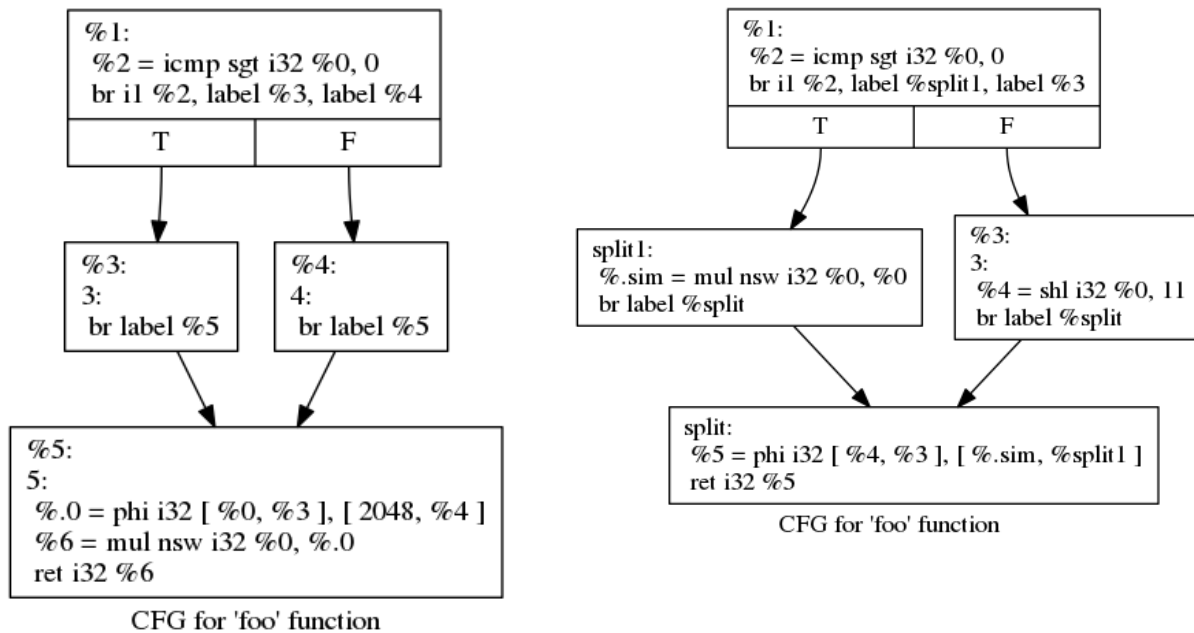 %1:
%2 = icmp sgt i32 %0, 0
br i1 %2, label %3, label %4
T
F
%3:
3:
br label %5
%4:
4:
br label %5
%5:
5:
%.0 = phi i32 [ %0, %3 ], [ 2048, %4 ]
%6 = mul nsw i32 %0, %.0
ret i32 %6
CFG for 'foo' function
%1:
%2 = icmp sgt i32 %0, 0
br i1 %2, label %split1, label %3
T
F
split1:
%.sim = mul nsw i32 %0, %0
br label %split
%3:
3:
%4 = shl i32 %0, 11
br label %split
split:
%5 = phi i32 [ %4, %3 ], [ %.sim, %split1 ]
ret i32 %5
CFG for 'foo' function